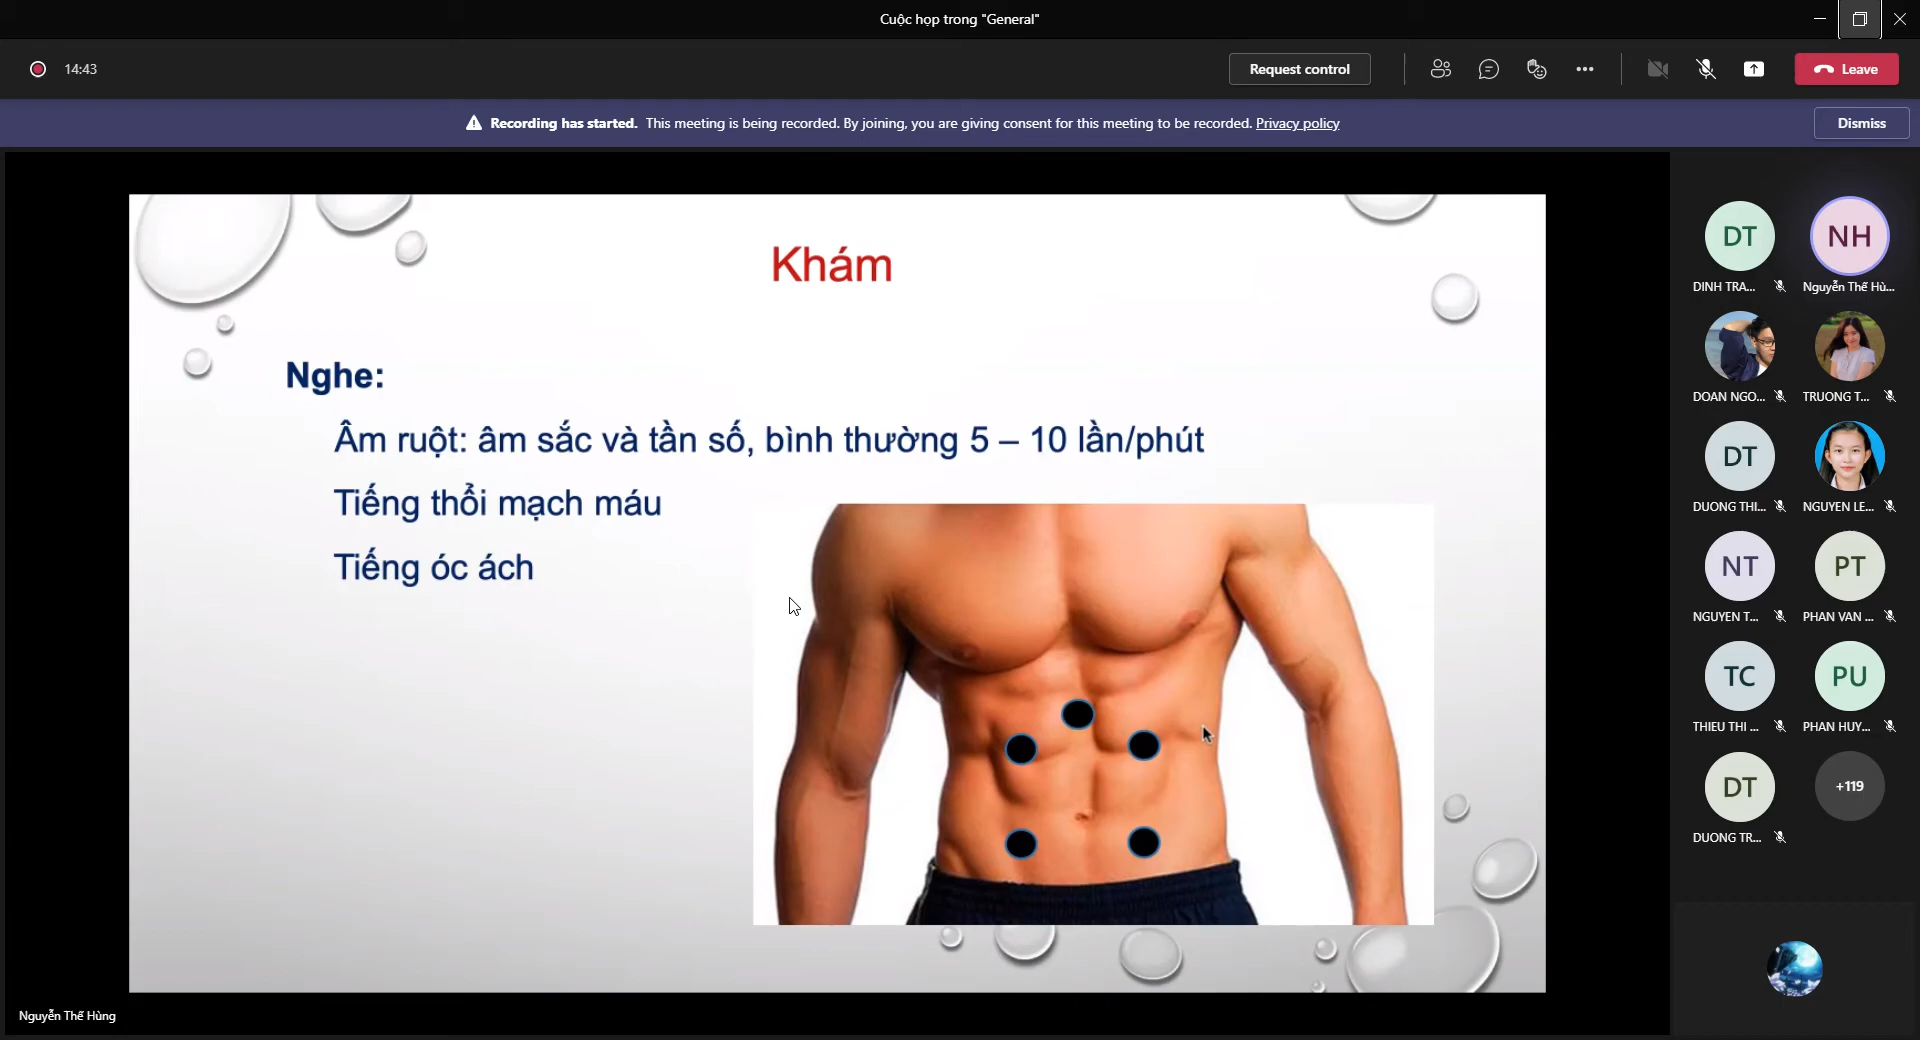 Cuộc họp trong "General"
14:43
Request control
Leave
Recording has started. This meeting is being recorded. By joining, you are giving consent for this meeting to be recorded. Privacy policy
Dismiss
Khám
Nghe:
Âm ruột: âm sắc và tần số, bình thường 5 – 10 lần/phút
Tiếng thổi mạch máu
Tiếng óc ách
Nguyễn Thế Hùng
DT
NH
DINH TRA...
Nguyễn Thế Hù...
DOAN NGO...
TRUONG T...
DT
DUONG THI...
NGUYEN LE...
NT
PT
NGUYEN T...
PHAN VAN ...
TC
PU
THIEU THI ...
PHAN HUY...
DT
+119
DUONG TR...